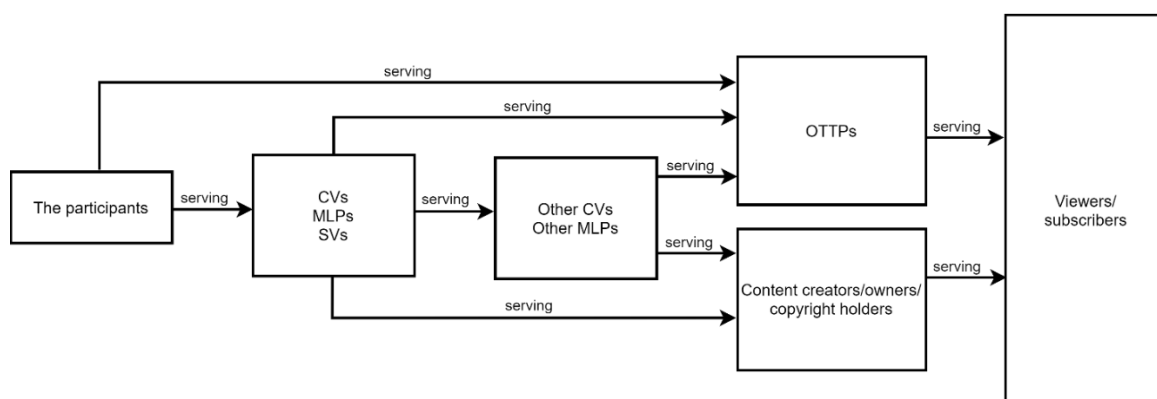 serving
serving
OTTPs
serving
The participants
serving
CVs
MLPs
SVs
serving
Other CVs
Other MLPs
serving
serving
serving
Content creators/owners/
copyright holders
serving
Viewers/
subscribers